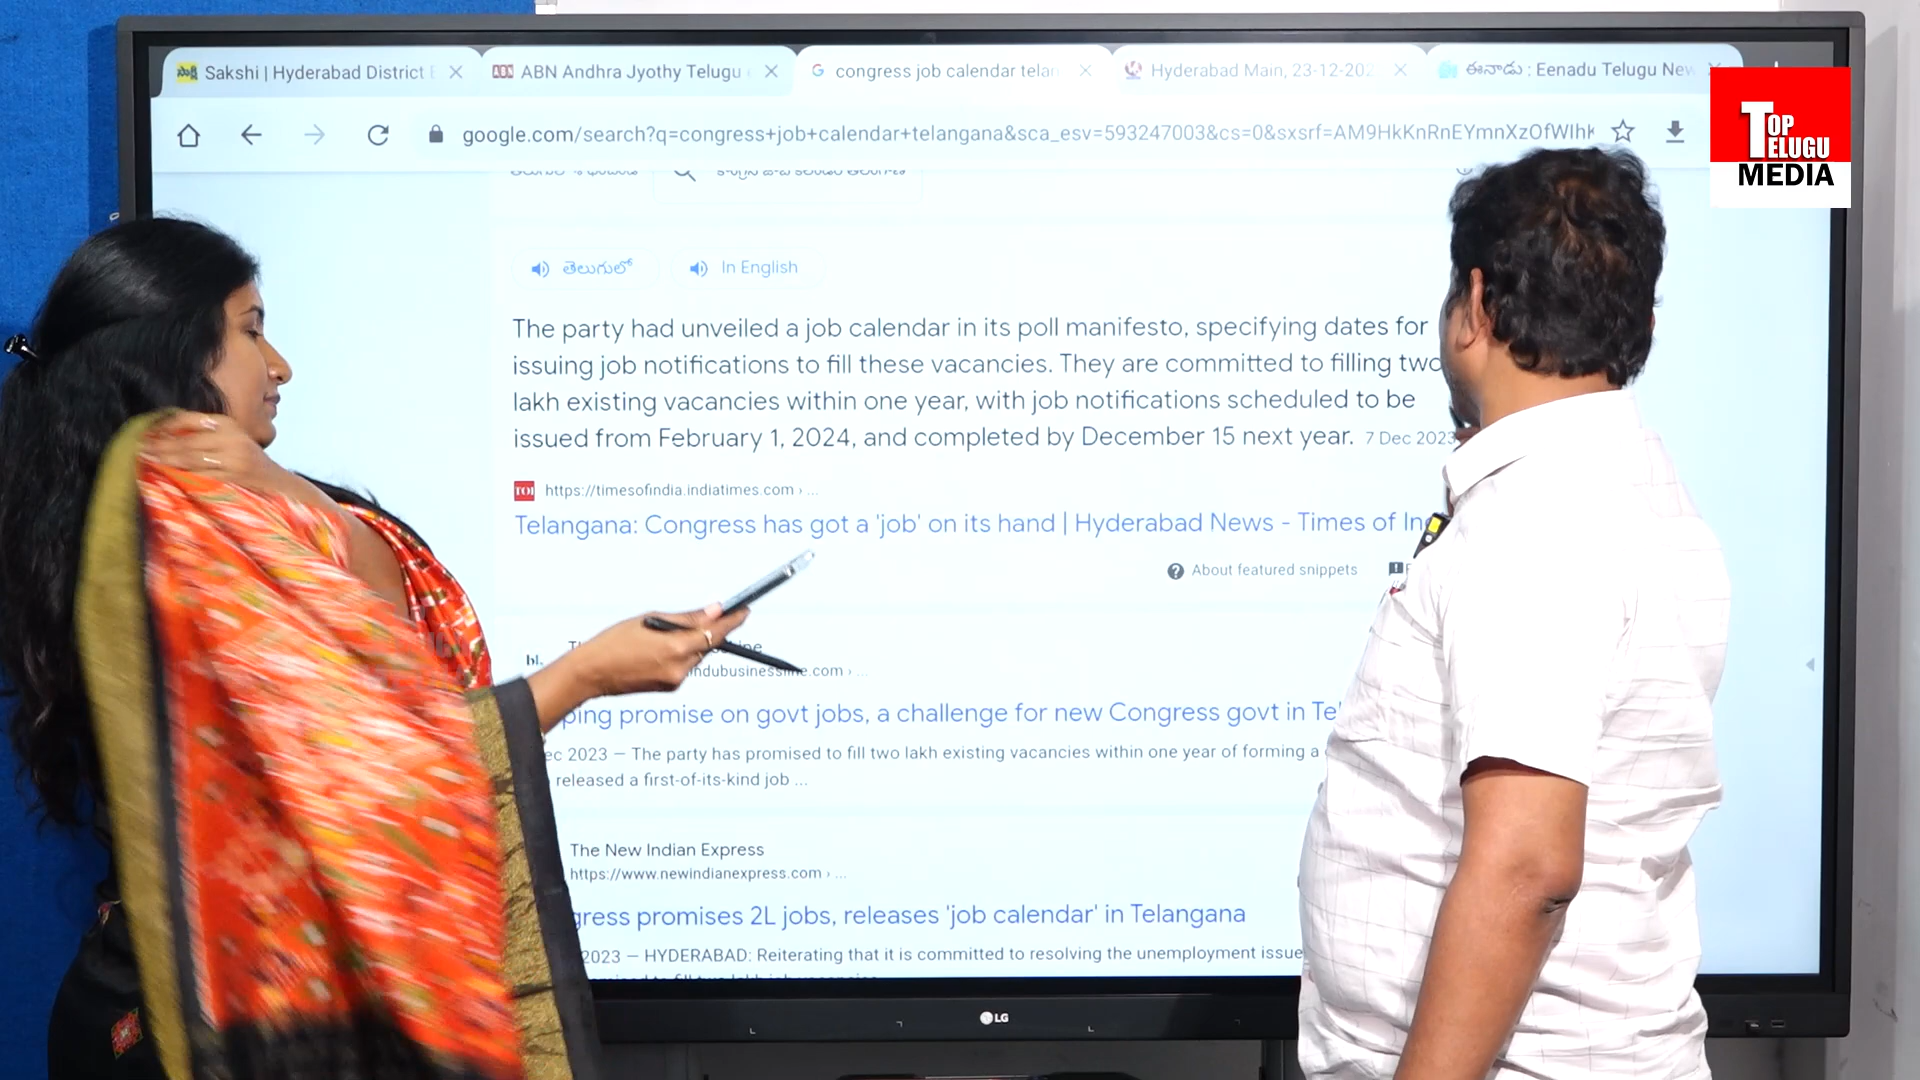 Sakshi | Hyderabad District E
ABN Andhra Jyothy Telugu
congress job calendar telan
Hyderabad Main, 23-12-202
ఈనాడు : Eenadu Telugu New
google.com/search?q=congress+job+calendar+telangana&sca_esv=593247003&cs=0&sxsrf=AM9HkKnRnEYmnXzOfWIhk
TOP
TELUGU
MEDIA
తెలుగులో
In English
The party had unveiled a job calendar in its poll manifesto, specifying dates for
issuing job notifications to fill these vacancies. They are committed to filling two
lakh existing vacancies within one year, with job notifications scheduled to be
issued from February 1, 2024, and completed by December 15 next year. 7 Dec 2023
TOI https://timesofindia.indiatimes.com › ...
Telangana: Congress has got a 'job' on its hand | Hyderabad News - Times of In
About featured snippets
bl.
ndubusinessline.com › ...
ping promise on govt jobs, a challenge for new Congress govt in Te
ec 2023 — The party has promised to fill two lakh existing vacancies within one year of forming a
released a first-of-its-kind job ...
The New Indian Express
https://www.newindianexpress.com › ...
gress promises 2L jobs, releases 'job calendar' in Telangana
2023 — HYDERABAD: Reiterating that it is committed to resolving the unemployment issue
LG